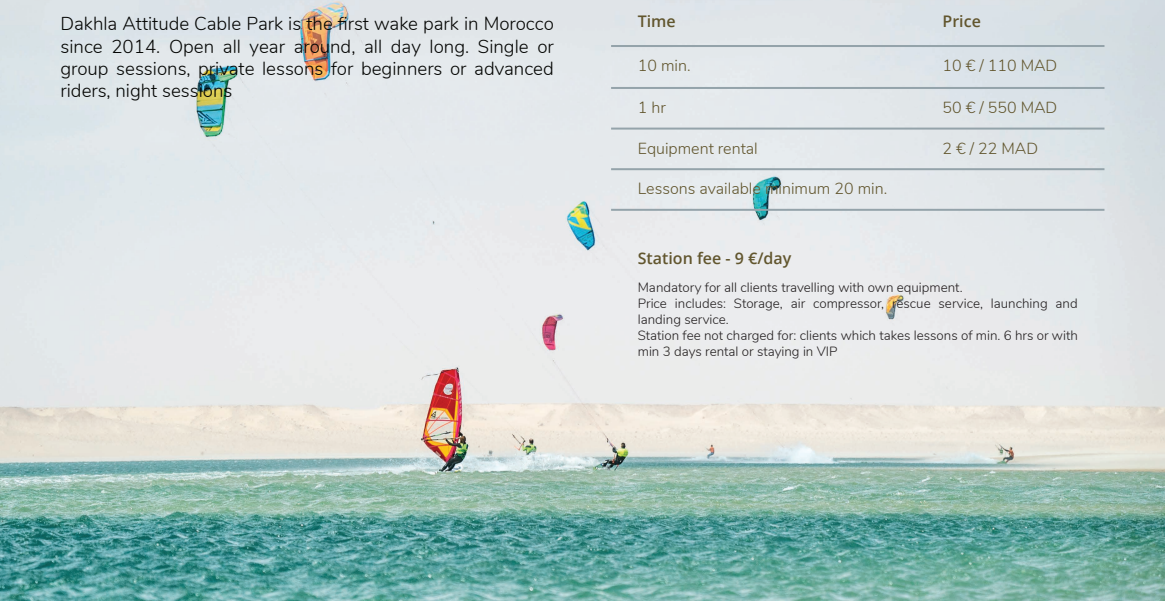 Dakhla Attitude Cable Park is the first wake park in Morocco
since 2014. Open all year around, all day long. Single or
group sessions, private lessons for beginners or advanced
riders, night sessions
Time Price
10 min. 10 € / 110 MAD
1 hr 50 € / 550 MAD
Equipment rental 2 € / 22 MAD
Lessons available minimum 20 min.
Station fee - 9 €/day
Mandatory for all clients travelling with own equipment.
Price includes: Storage, air compressor, rescue service, launching and
landing service.
Station fee not charged for: clients which takes lessons of min. 6 hrs or with
min 3 days rental or staying in VIP